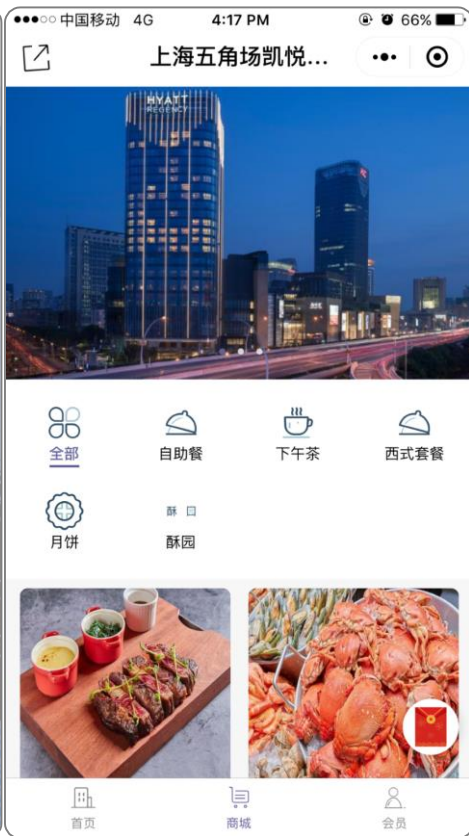 中国移动 4G 4:17 PM 66%
上海五角场凯悦...
HYATT
REGENCY
全部 自助餐 下午茶 西式套餐
酥 园
月饼 酥园
首页 商城 会员